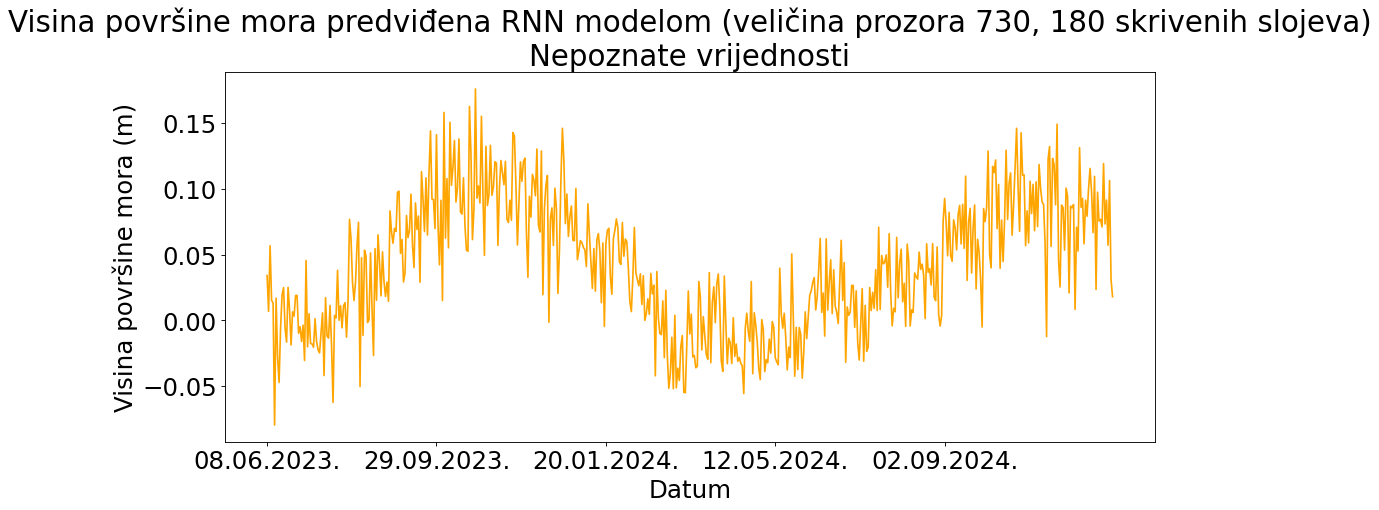 Visina površine mora predviđena RNN modelom (veličina prozora 730, 180 skrivenih slojeva)
Nepoznate vrijednosti
Visina površine mora (m)
0.15
0.10
0.05
0.00
−0.05
08.06.2023. 29.09.2023. 20.01.2024. 12.05.2024. 02.09.2024.
Datum